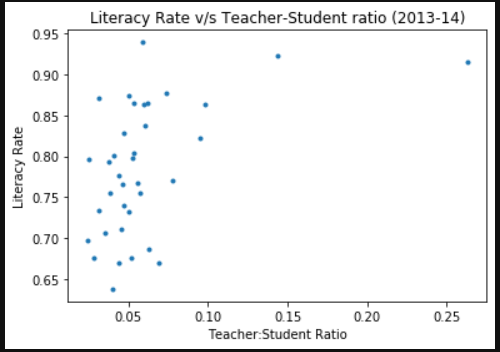 Literacy Rate v/s Teacher-Student ratio (2013-14)
0.95
0.90
0.85
0.80
0.75
0.70
0.65
Literacy Rate
0.05 0.10 0.15 0.20 0.25
Teacher:Student Ratio